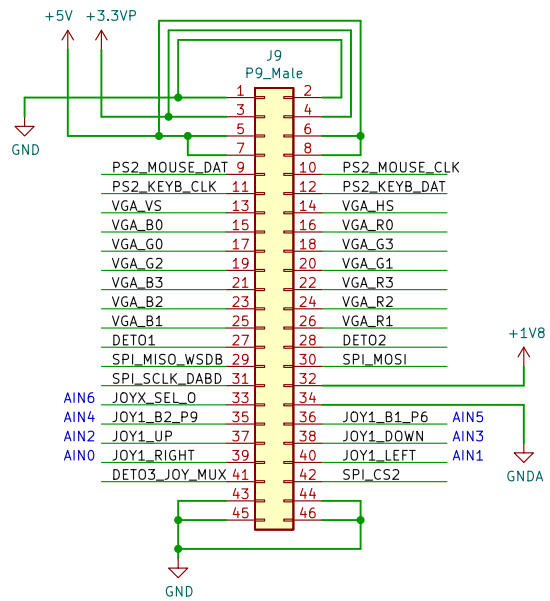 +5V +3.3VP
J9
P9_Male
1 2
3 4
5 6
7 8
GND
PS2_MOUSE_DAT 9 10 PS2_MOUSE_CLK
PS2_KEYB_CLK 11 12 PS2_KEYB_DAT
VGA_VS 13 14 VGA_HS
VGA_B0 15 16 VGA_R0
VGA_G0 17 18 VGA_G3
VGA_G2 19 20 VGA_G1
VGA_B3 21 22 VGA_R3
VGA_B2 23 24 VGA_R2
VGA_B1 25 26 VGA_R1
DETO1 27 28 DETO2
+1V8
SPI_MISO_WSDB 29 30 SPI_MOSI
SPI_SCLK_DABD 31 32
AIN6 JOYX_SEL_O 33 34
AIN4 JOY1_B2_P9 35 36 JOY1_B1_P6 AIN5
AIN2 JOY1_UP 37 38 JOY1_DOWN AIN3
AIN0 JOY1_RIGHT 39 40 JOY1_LEFT AIN1
DETO3_JOY_MUX 41 42 SPI_CS2
GNDA
43 44
45 46
GND